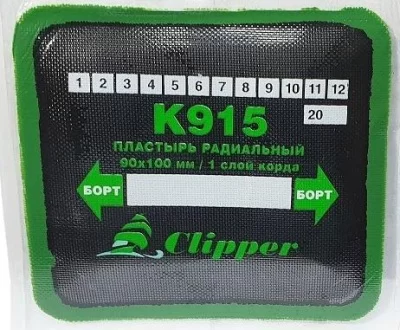 1 2 3 4 5 6 7 8 9 10 11 12
20
K915
ПЛАСТЫРЬ РАДИАЛЬНЫЙ
90x100 мм / 1 слой корда
БОРТ БОРТ
Clipper